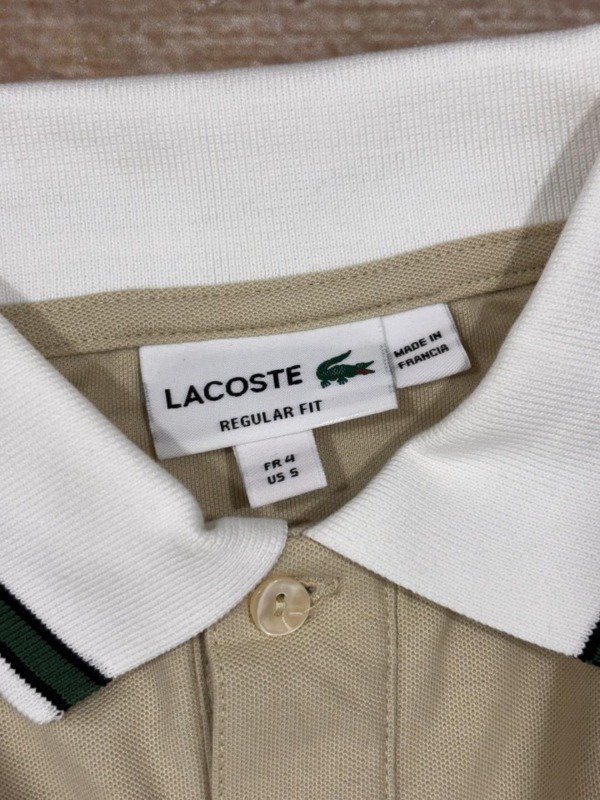 LACOSTE
REGULAR FIT
MADE IN
FRANCIA
FR 4
US S